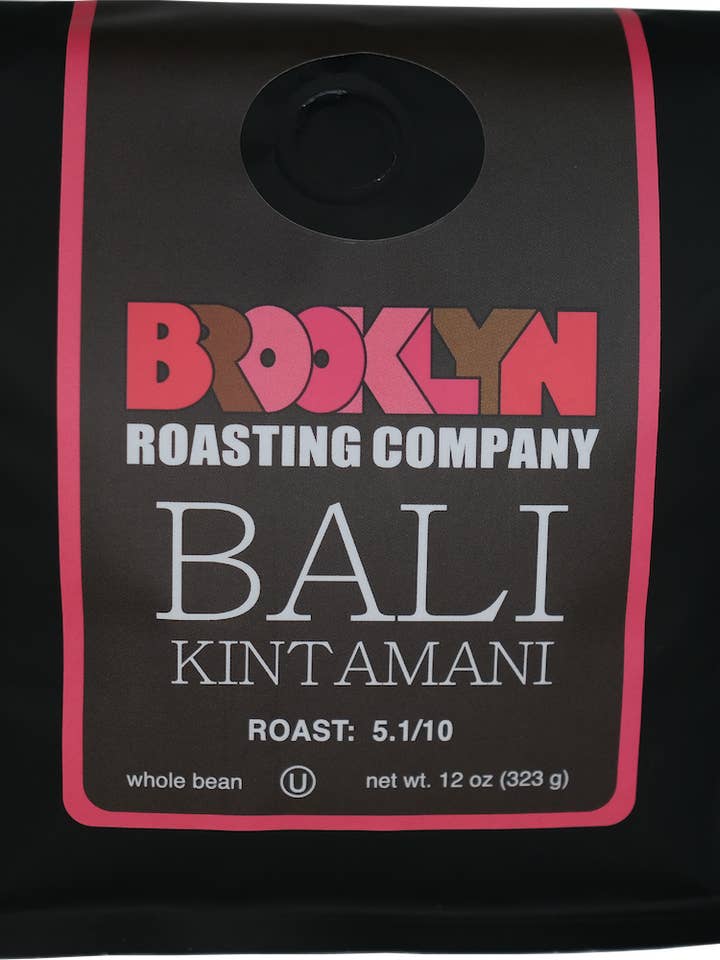 BROOKLYN
ROASTING COMPANY
BALI
KINTAMANI
ROAST: 5.1/10
whole bean U net wt. 12 oz (323 g)